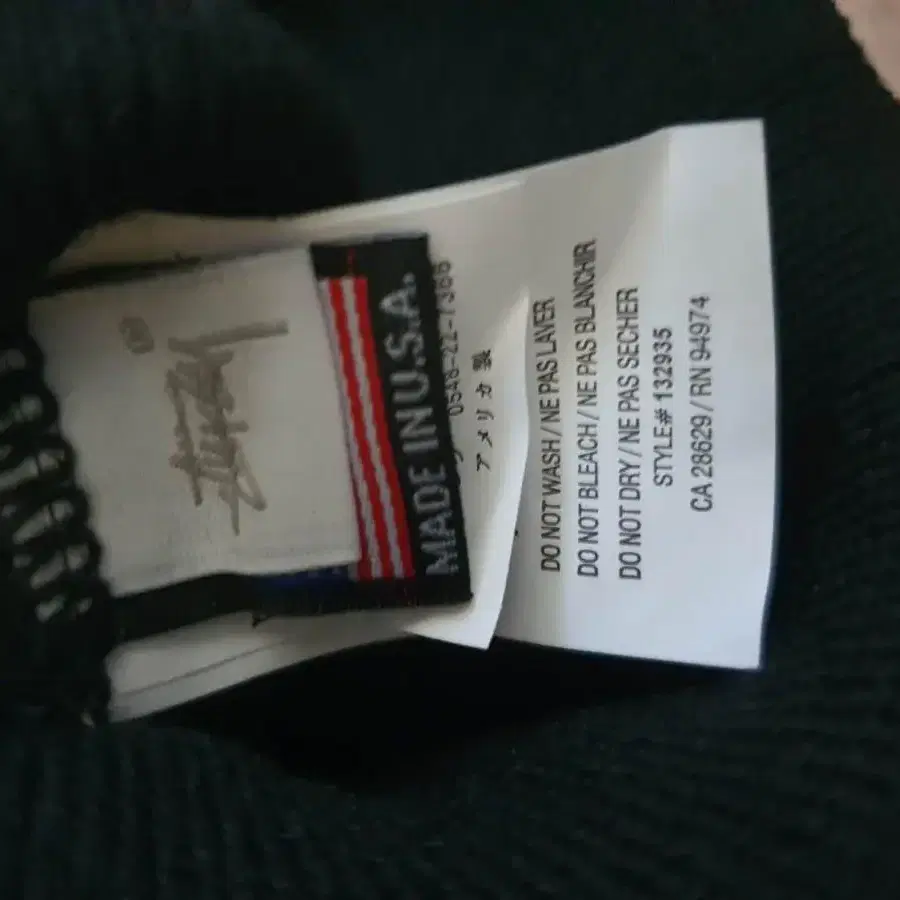 STÜSSY
®
MADE IN U.S.A.
0548-22-7366
アメリカ製
DO NOT WASH / NE PAS LAVER
DO NOT BLEACH / NE PAS BLANCHIR
DO NOT DRY / NE PAS SECHER
STYLE# 132935
CA 28629 / RN 94974